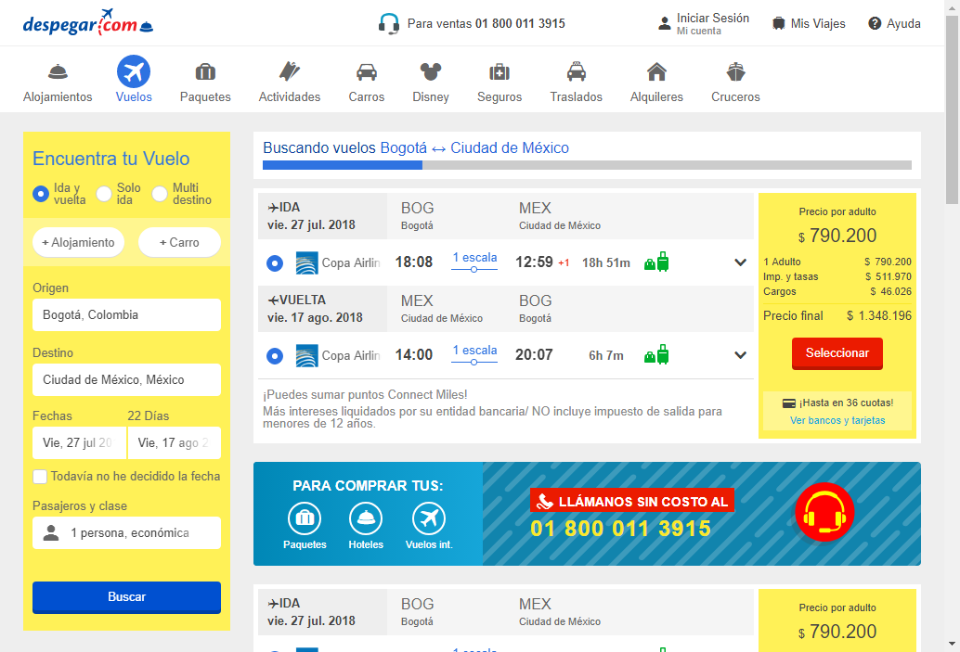 despegar.com
Para ventas 01 800 011 3915
Iniciar Sesión
Mi cuenta
Mis Viajes
Ayuda
Alojamientos
Vuelos
Paquetes
Actividades
Carros
Disney
Seguros
Traslados
Alquileres
Cruceros
Encuentra tu Vuelo
Ida y
vuelta
Solo
ida
Multi
destino
+ Alojamiento
+ Carro
Origen
Bogotá, Colombia
Destino
Ciudad de México, México
Fechas
22 Días
Vie, 27 jul 20
Vie, 17 ago 2
Todavía no he decidido la fecha
Pasajeros y clase
1 persona, económica
Buscar
Buscando vuelos Bogotá ↔ Ciudad de México
IDA
vie. 27 jul. 2018
BOG
Bogotá
MEX
Ciudad de México
Copa Airlin
18:08
1 escala
12:59 +1
18h 51m
VUELTA
vie. 17 ago. 2018
MEX
Ciudad de México
BOG
Bogotá
Copa Airlin
14:00
1 escala
20:07
6h 7m
¡Puedes sumar puntos Connect Miles!
Más intereses liquidados por su entidad bancaria/ NO incluye impuesto de salida para
menores de 12 años.
Precio por adulto
$ 790.200
1 Adulto $ 790.200
Imp. y tasas $ 511.970
Cargos $ 46.026
Precio final $ 1.348.196
Seleccionar
¡Hasta en 36 cuotas!
Ver bancos y tarjetas
PARA COMPRAR TUS:
Paquetes
Hoteles
Vuelos int.
LLÁMANOS SIN COSTO AL
01 800 011 3915
IDA
vie. 27 jul. 2018
BOG
Bogotá
MEX
Ciudad de México
1 escala
Precio por adulto
$ 790.200